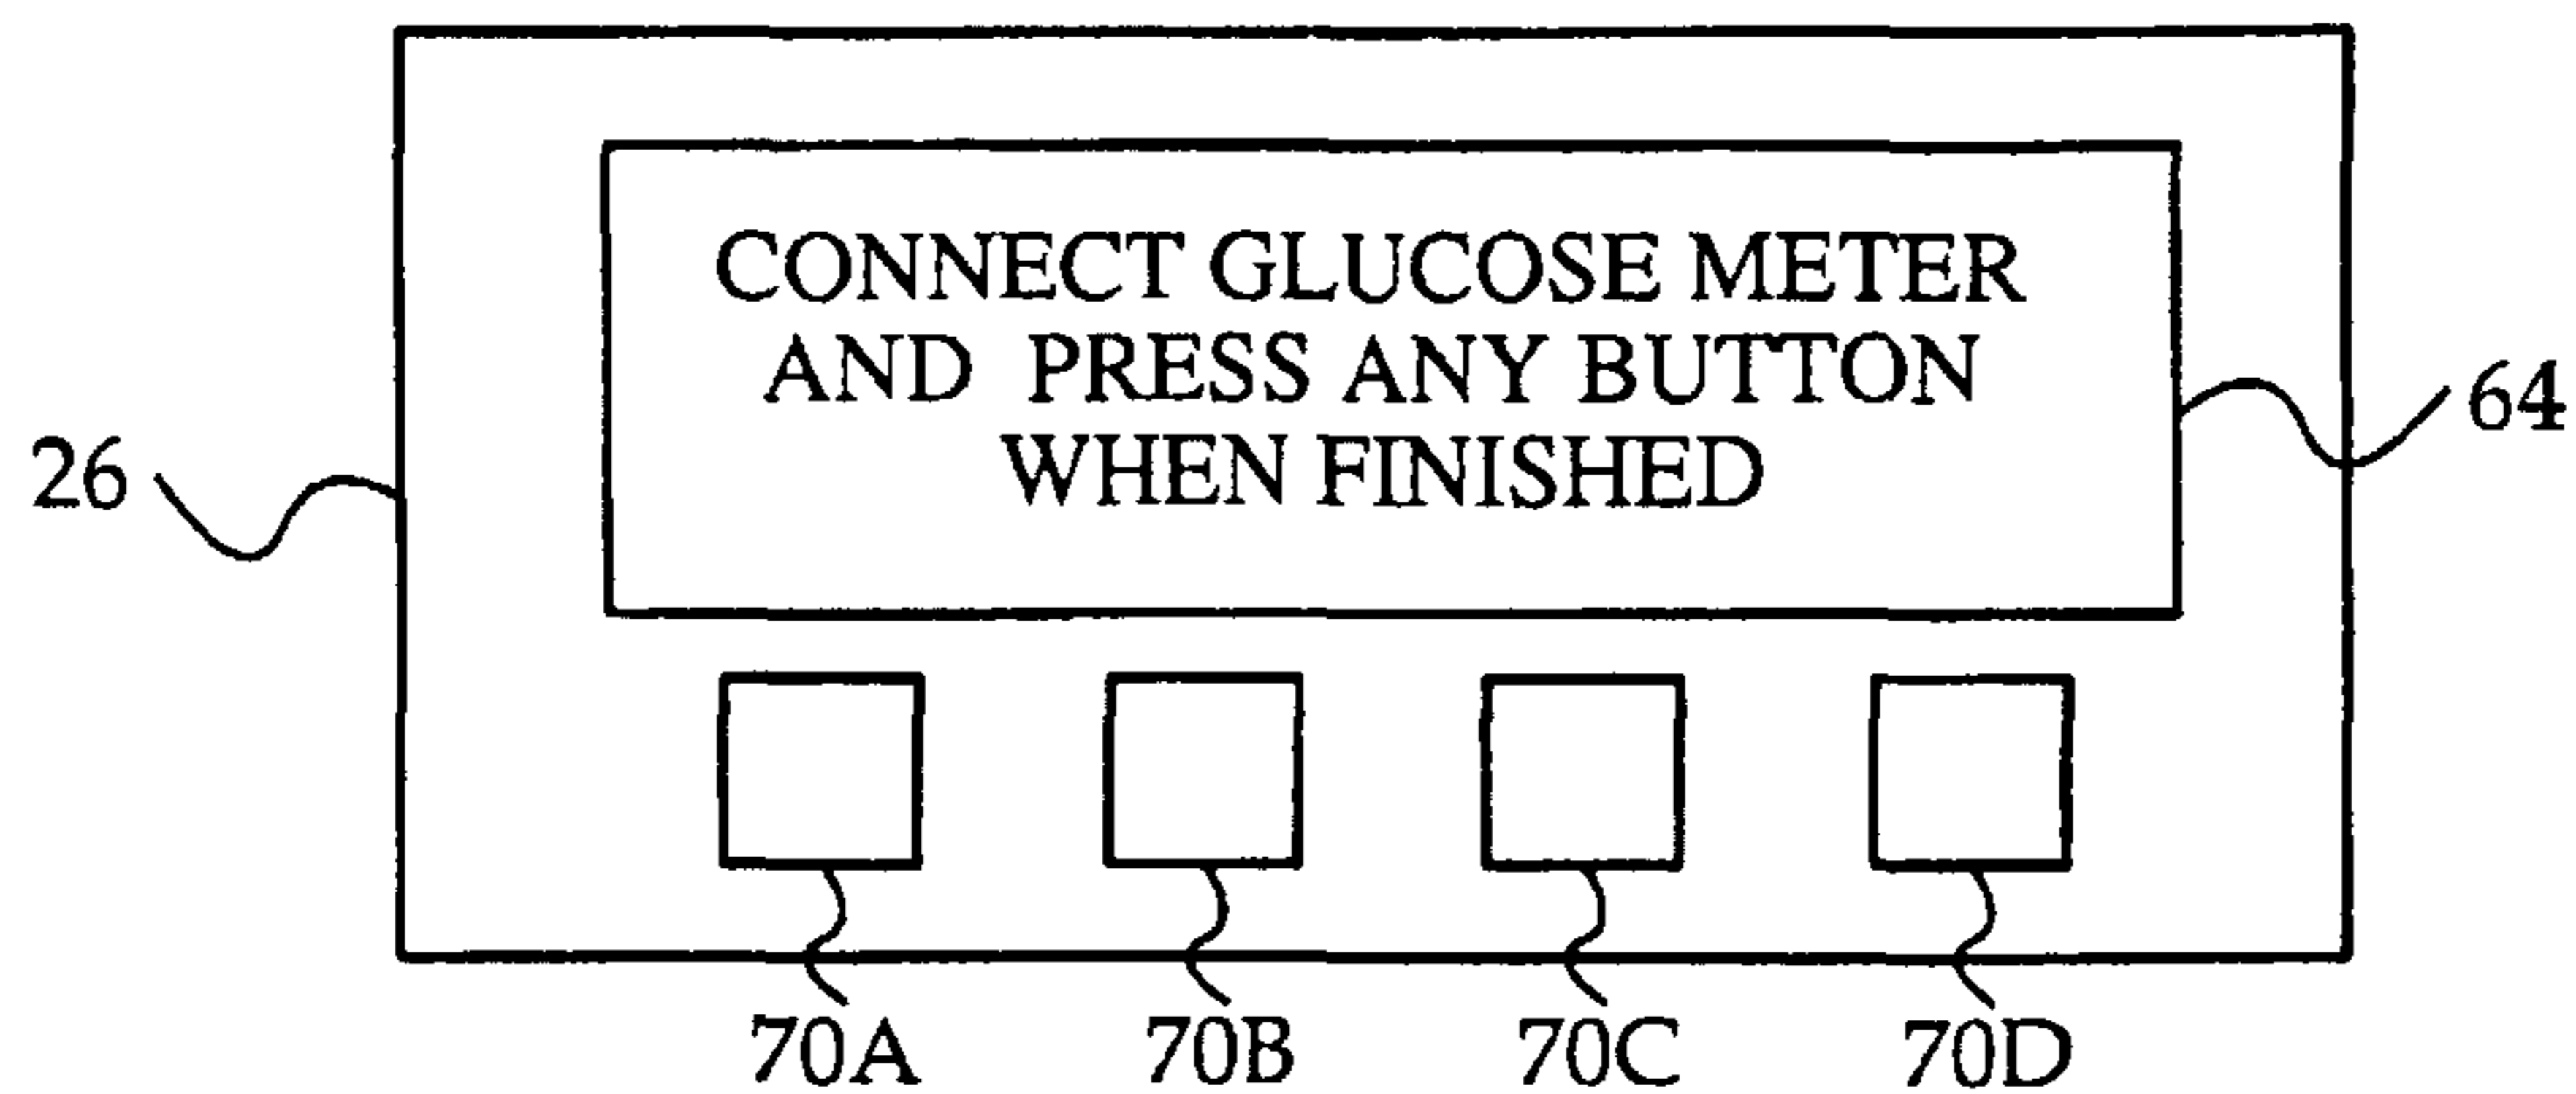 CONNECT GLUCOSE METER
AND PRESS ANY BUTTON
WHEN FINISHED
64
26
70A 70B 70C 70D